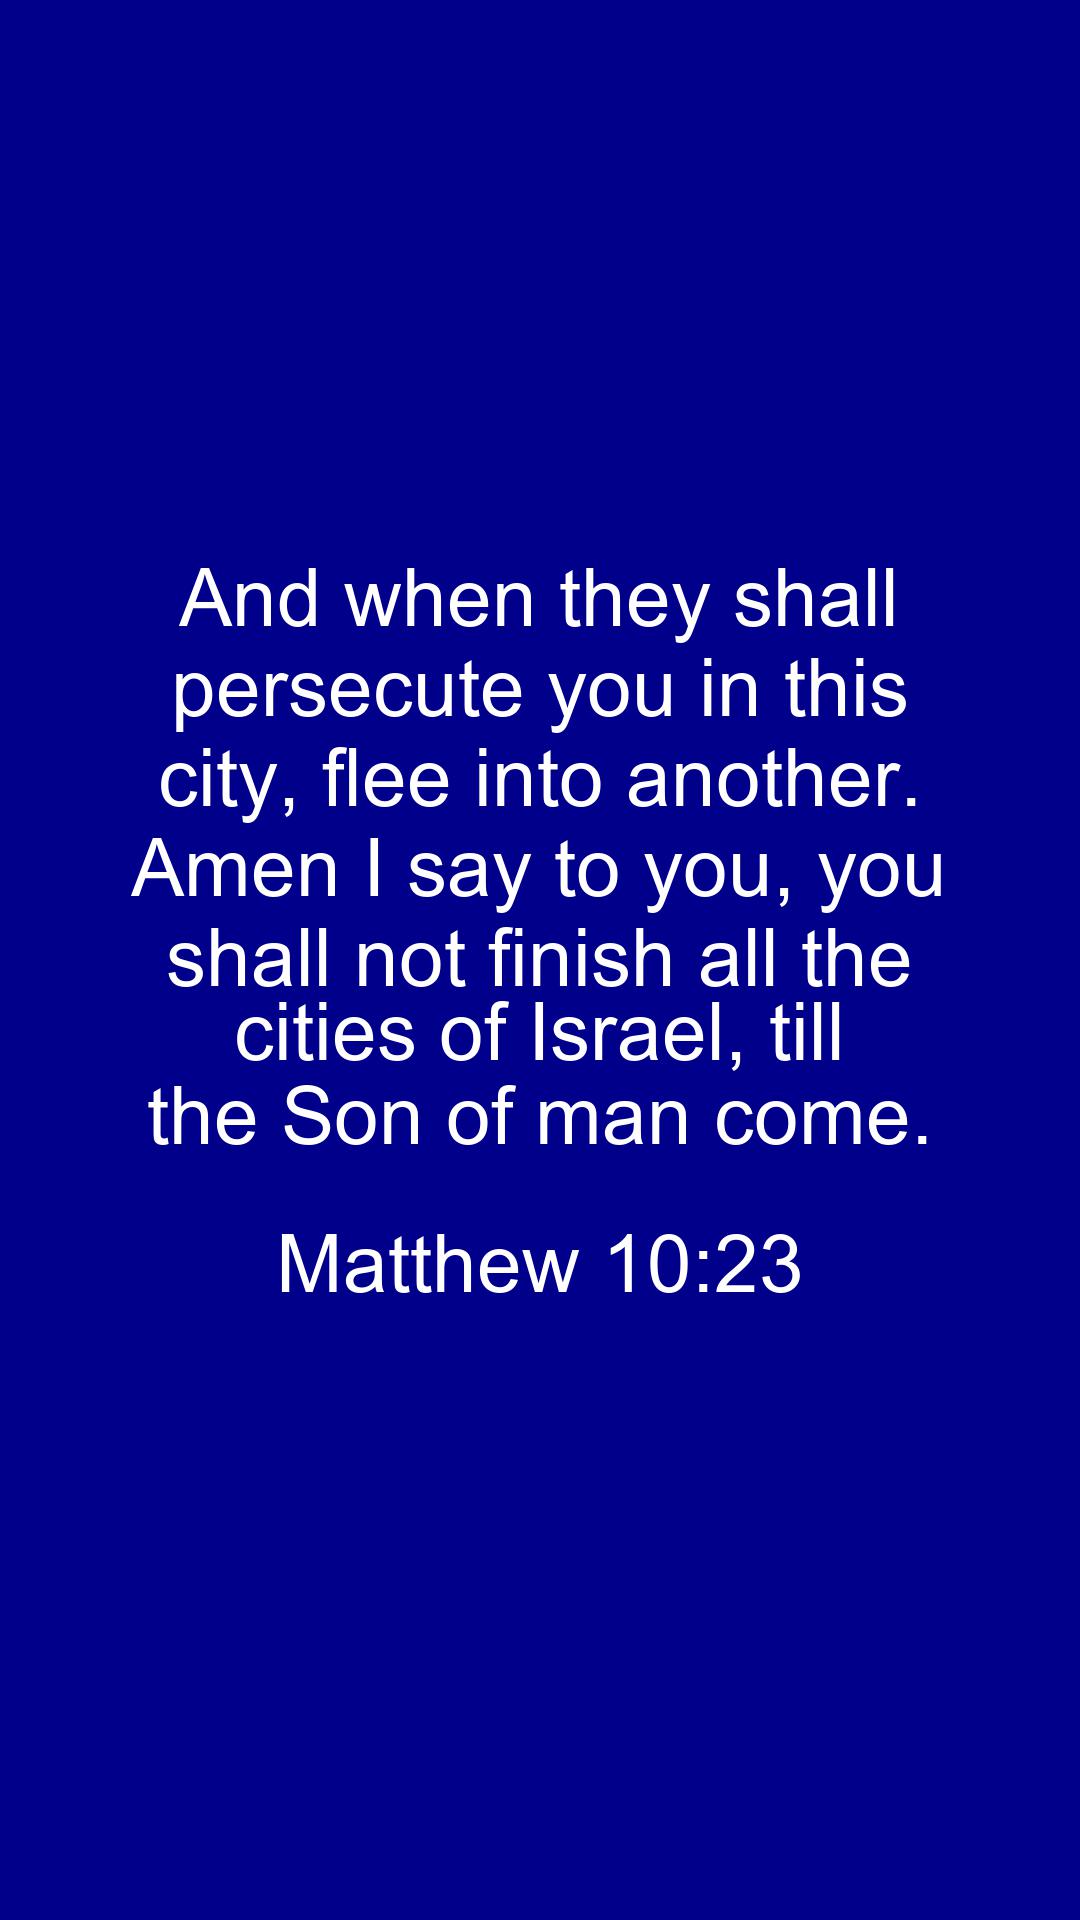 And when they shall
persecute you in this
city, flee into another.
Amen I say to you, you
shall not finish all the
cities of Israel, till
the Son of man come.
Matthew 10:23